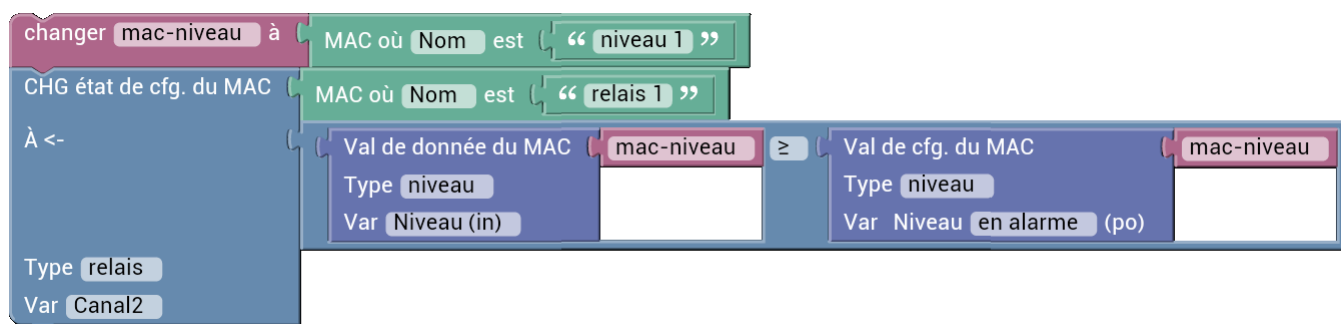 changer mac-niveau à MAC où Nom est “ niveau 1 ”
CHG état de cfg. du MAC MAC où Nom est “ relais 1 ”
À <- Val de donnée du MAC mac-niveau ≥ Val de cfg. du MAC mac-niveau
Type niveau Type niveau
Var Niveau (in) Var Niveau en alarme (po)
Type relais
Var Canal2